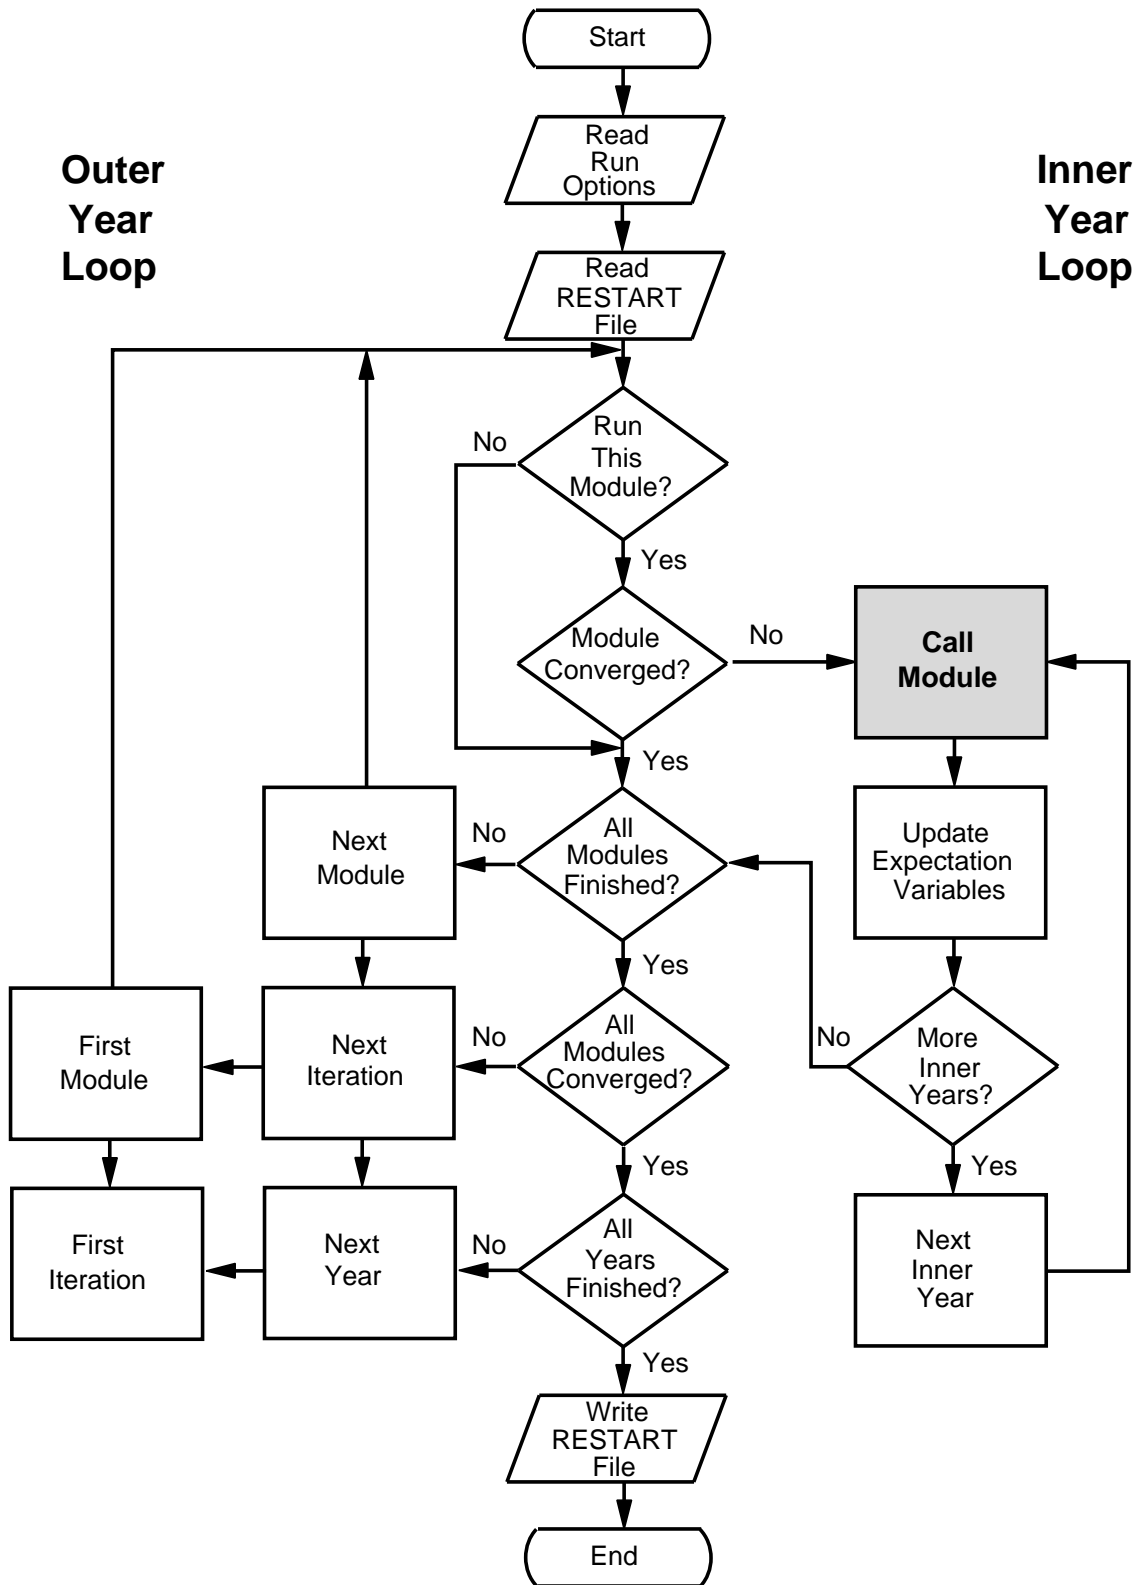 Start
Read
Run
Options
Outer
Year
Loop
Inner
Year
Loop
Read
RESTART
File
Run
This
Module?
No
Yes
Module
Converged?
No
Call
Module
Yes
All
Modules
Finished?
No
Next
Module
Update
Expectation
Variables
Yes
All
Modules
Converged?
No
Next
Iteration
First
Module
More
Inner
Years?
No
Yes
Yes
All
Years
Finished?
No
Next
Year
First
Iteration
Next
Inner
Year
Yes
Write
RESTART
File
End